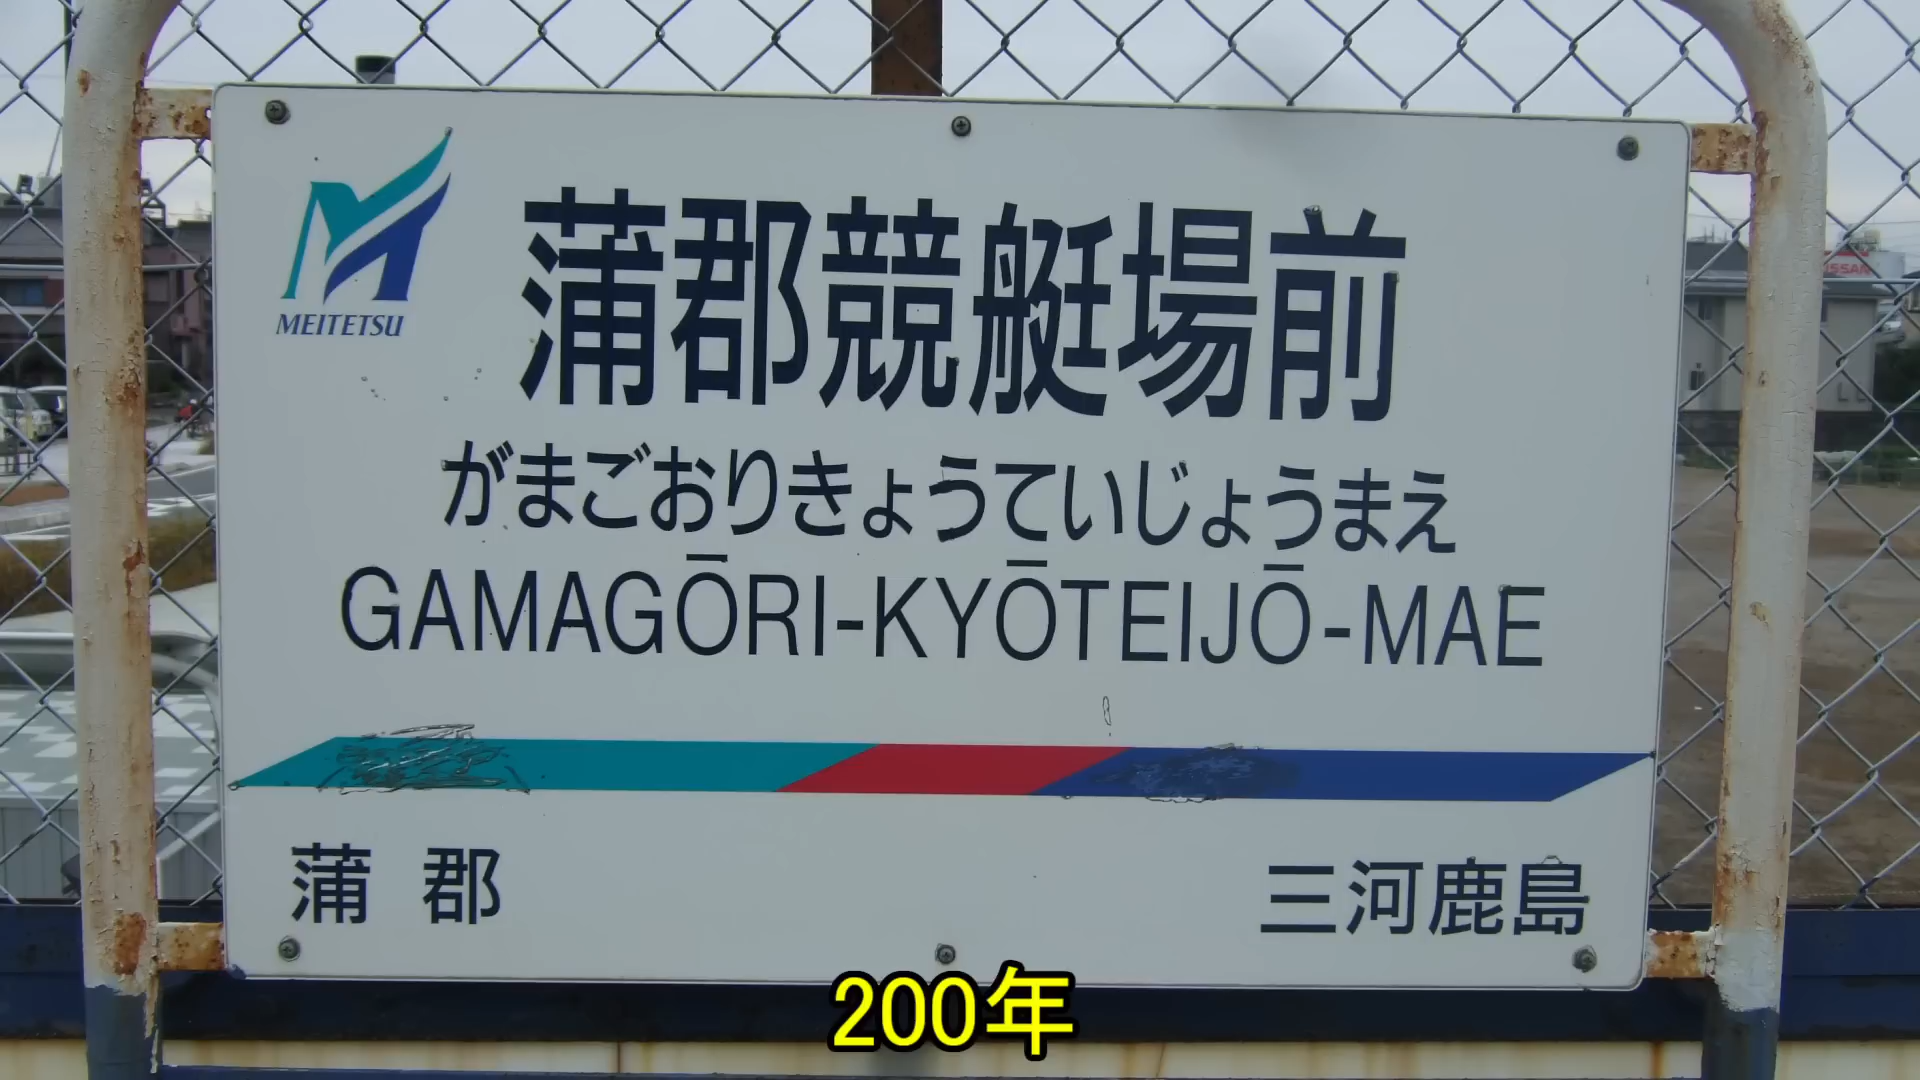 MEITETSU
蒲郡競艇場前
がまごおりきょうていじょうまえ
GAMAGŌRI-KYŌTEIJŌ-MAE
蒲郡
三河鹿島
NISSAN
200年